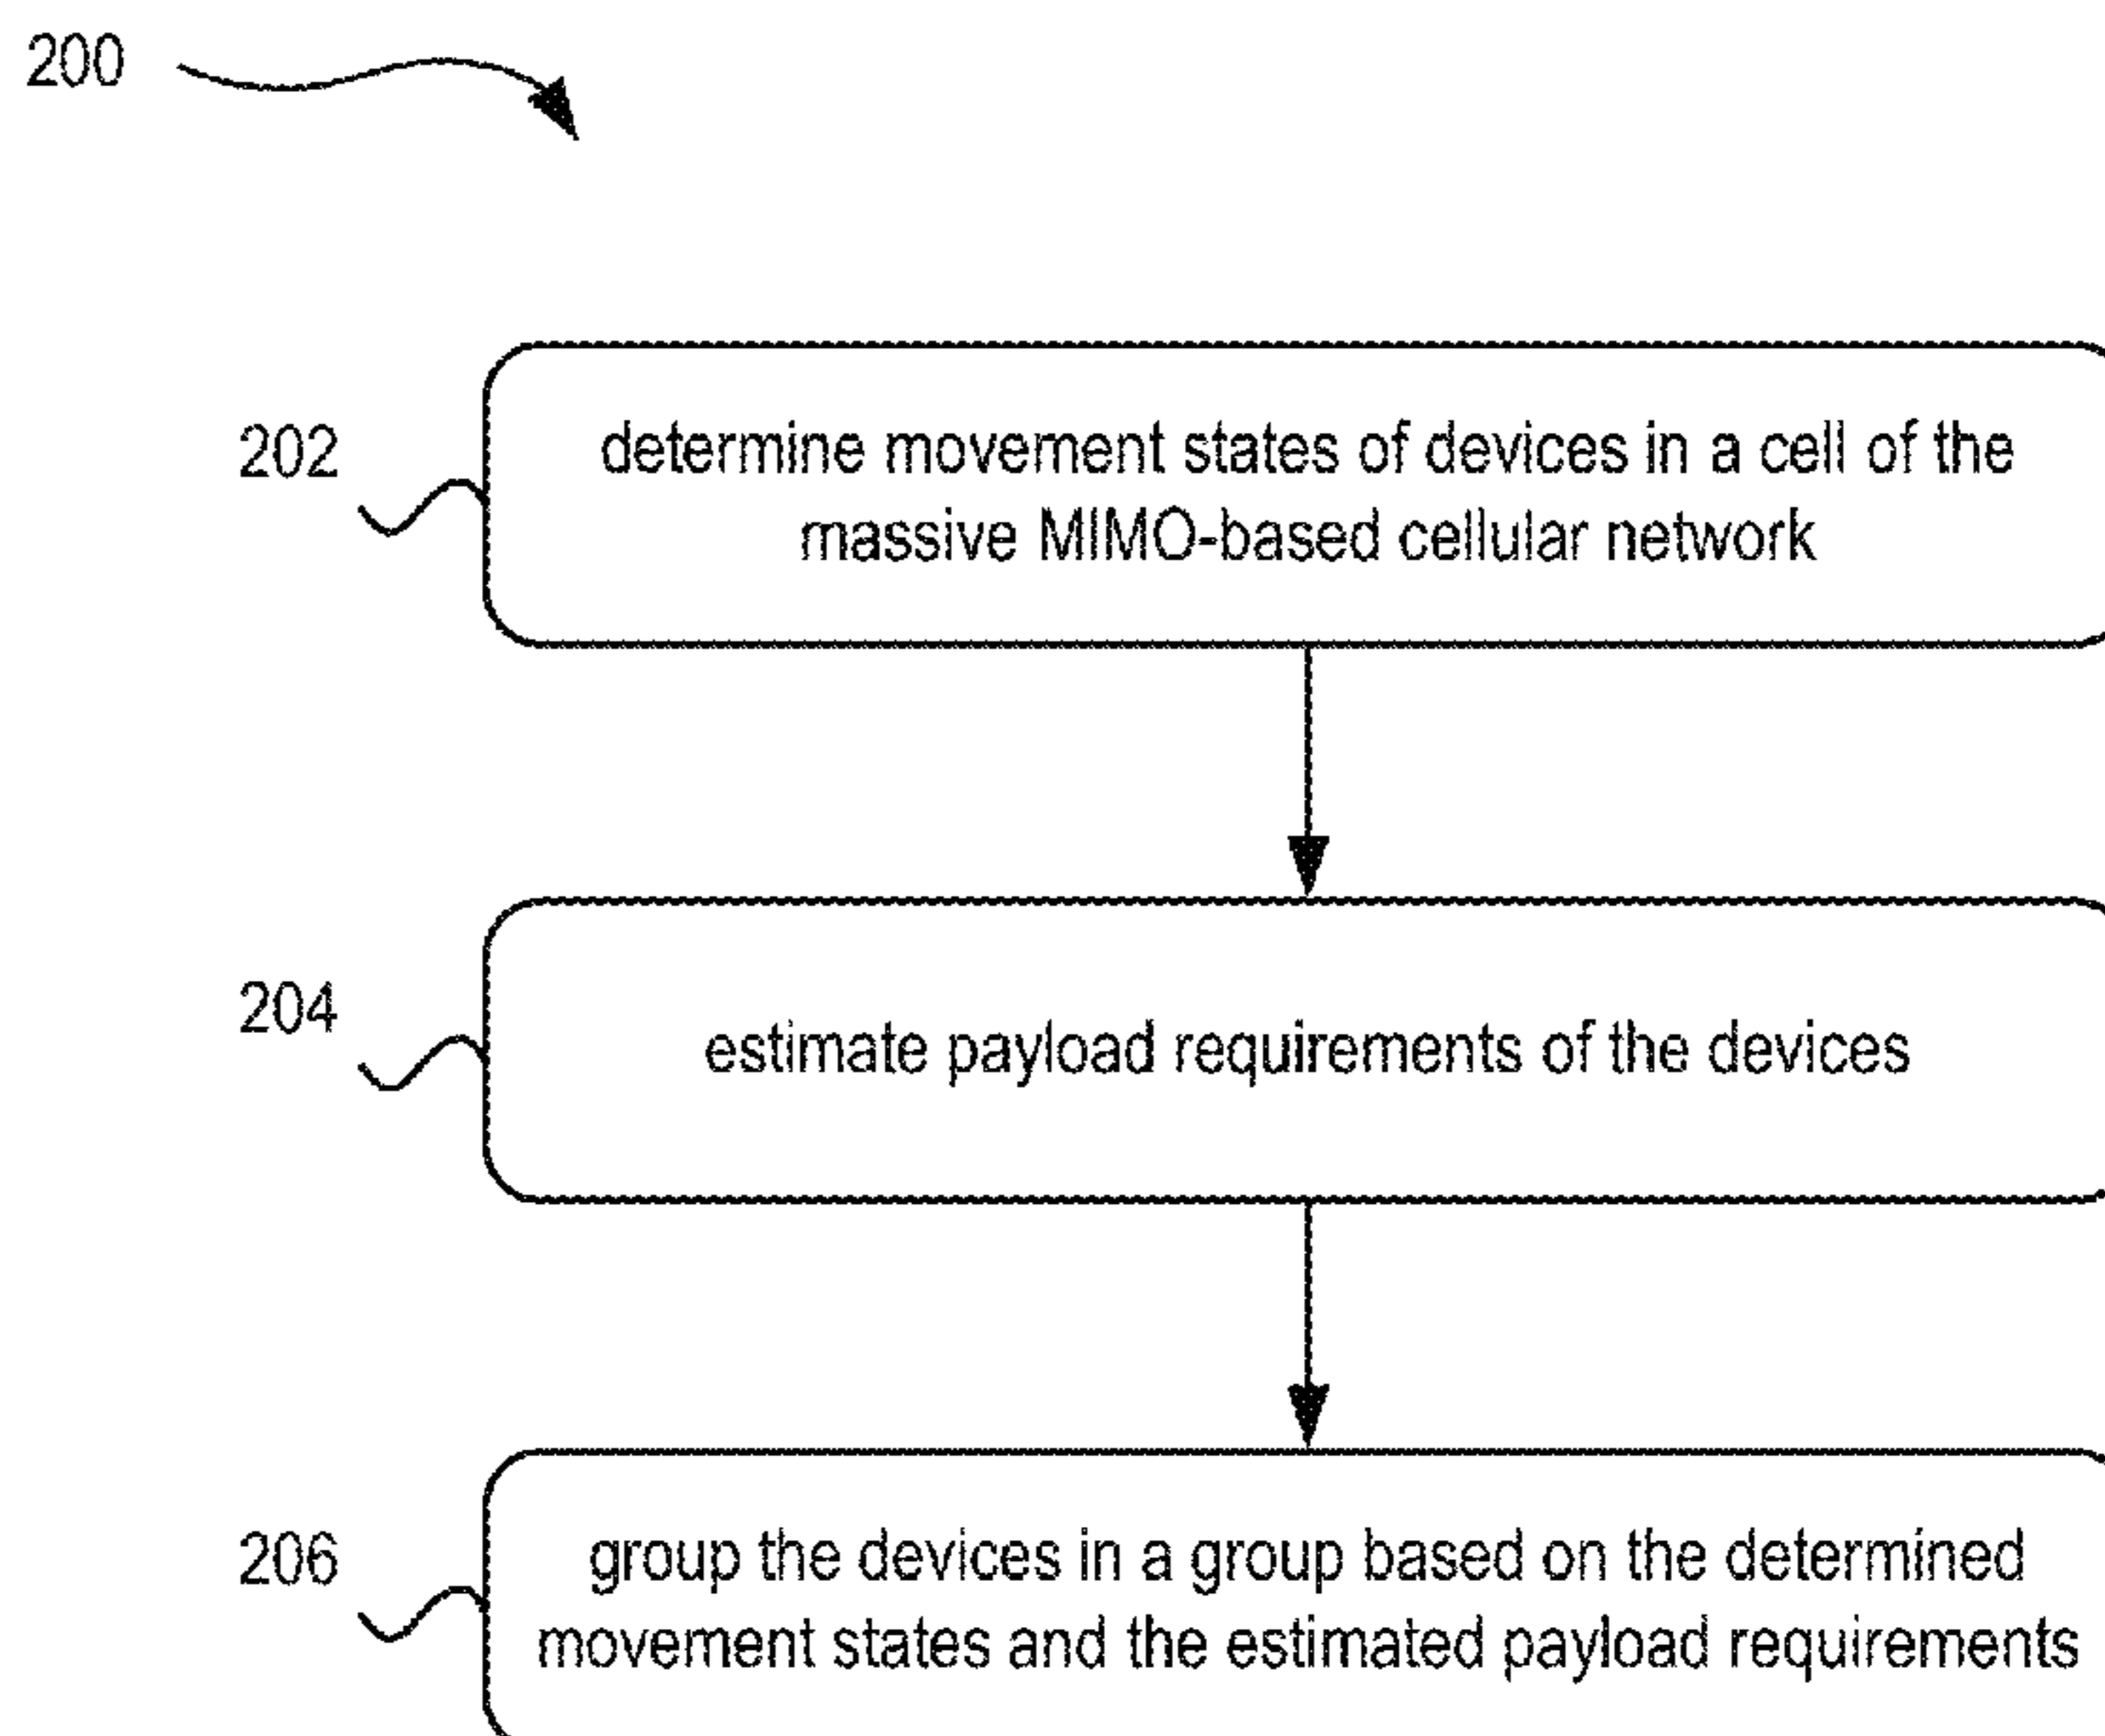 200
202
determine movement states of devices in a cell of the
massive MIMO-based cellular network
204
estimate payload requirements of the devices
206
group the devices in a group based on the determined
movement states and the estimated payload requirements